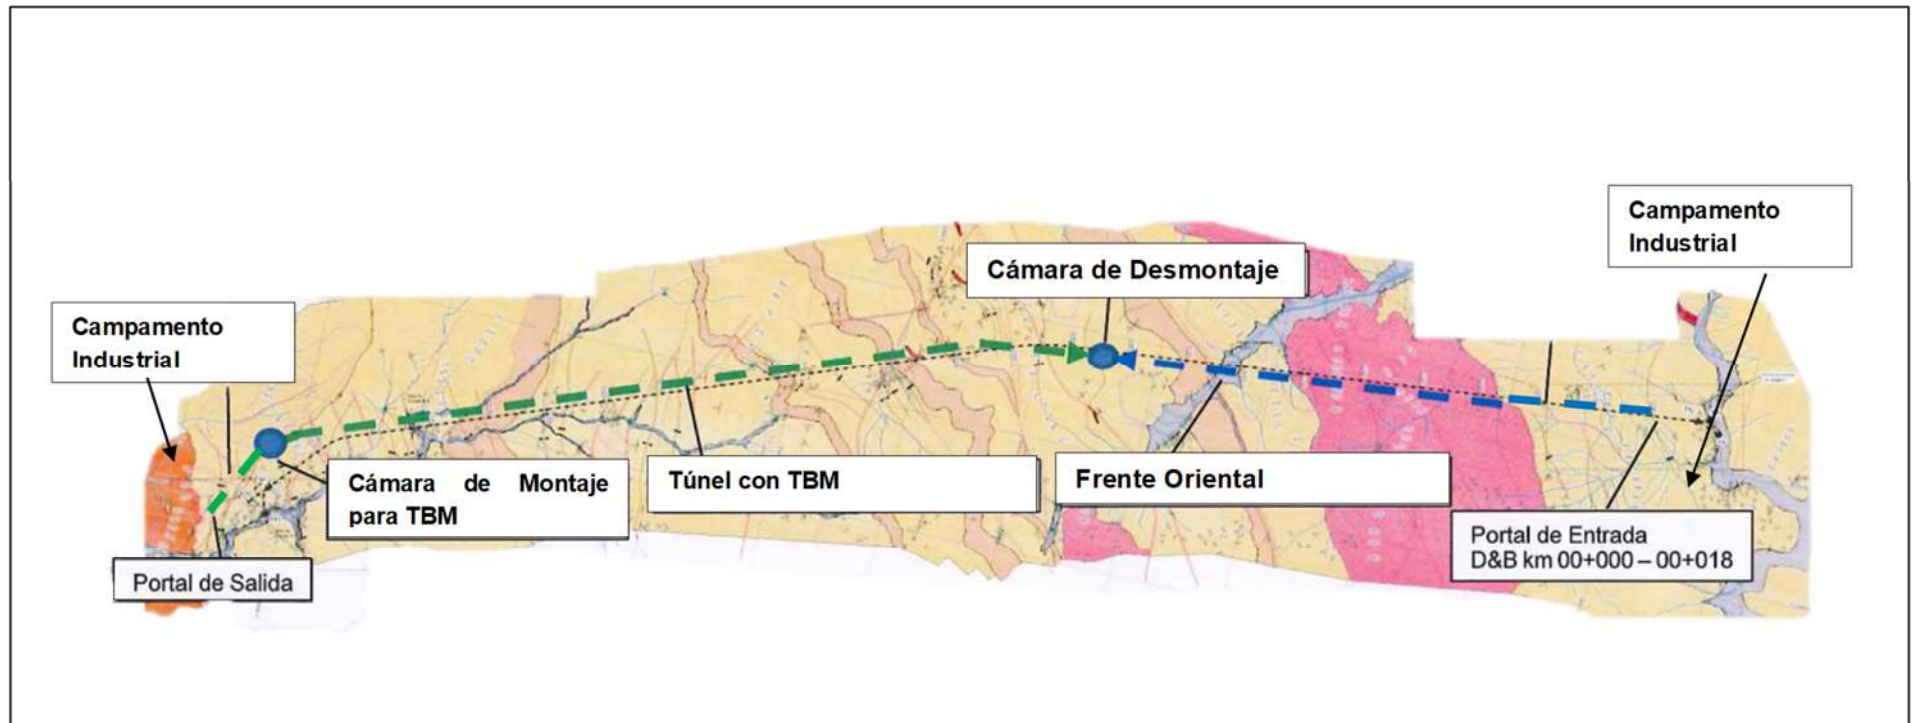 Campamento
Industrial
Cámara de Desmontaje
Campamento
Industrial
Cámara de Montaje
para TBM
Túnel con TBM
Frente Oriental
Portal de Entrada
D&B km 00+000 – 00+018
Portal de Salida